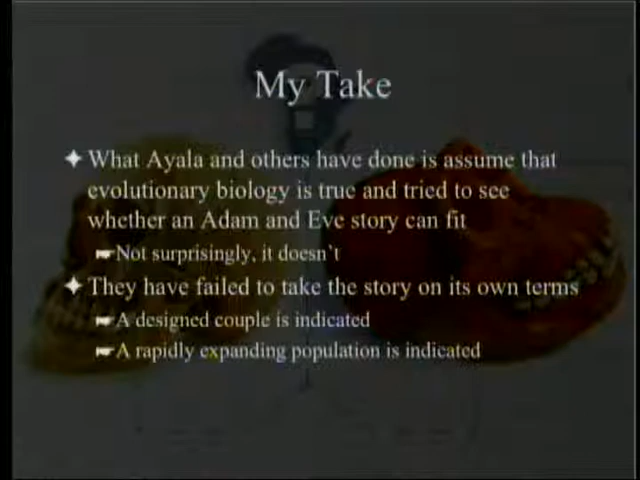 My Take
What Ayala and others have done is assume that
evolutionary biology is true and tried to see
whether an Adam and Eve story can fit
Not surprisingly, it doesn't
They have failed to take the story on its own terms
A designed couple is indicated
A rapidly expanding population is indicated